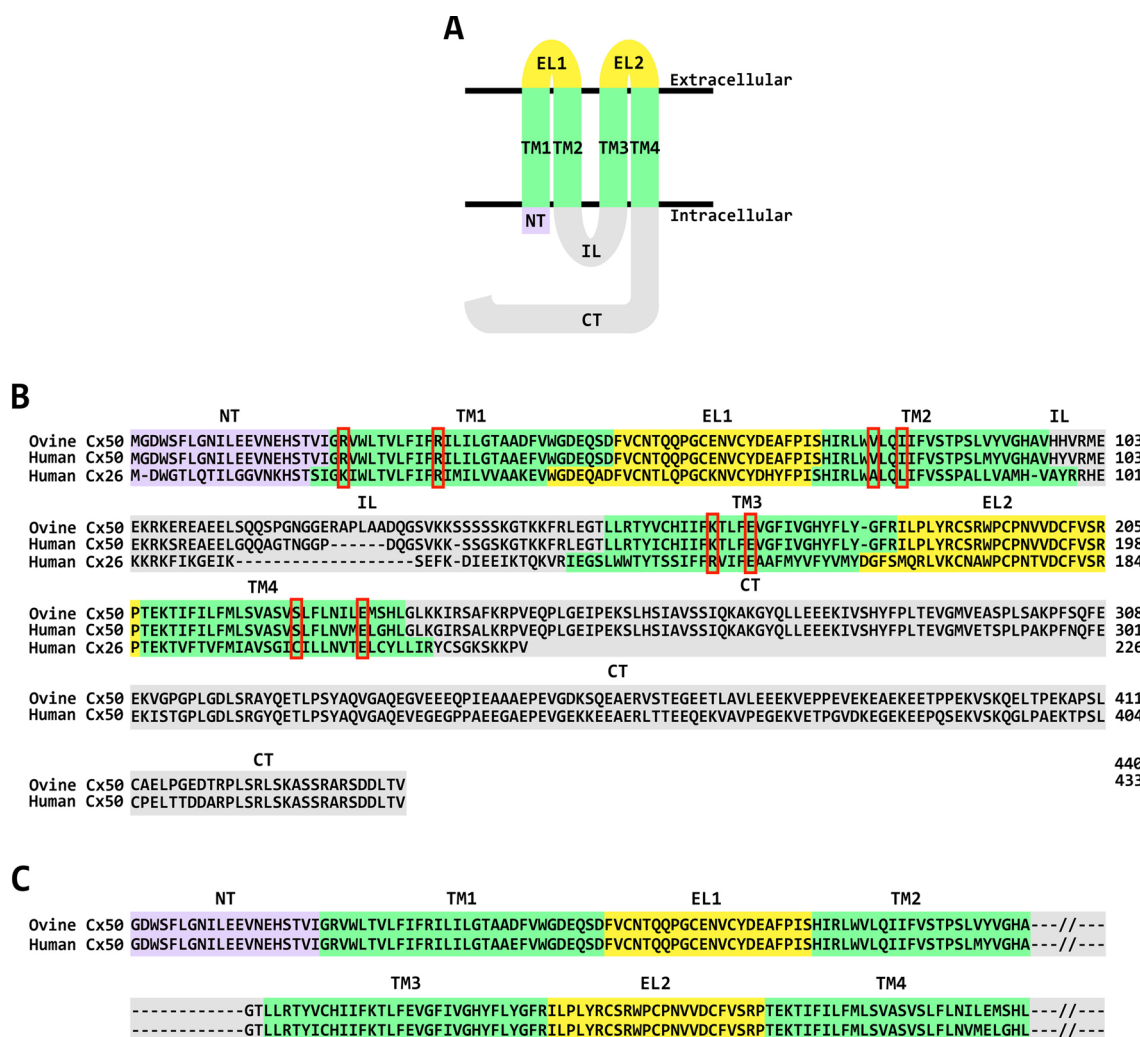 A
EL1 EL2
Extracellular
TM1 TM2 TM3 TM4
Intracellular
NT
IL
CT
B
NT TM1 EL1 TM2 IL
Ovine Cx50 MGDWSFLGNILEEVNEHSTVIGRVWLTVLFIFRILILGTAADFVWGDEQSDFVCNTQQPGCENVCYDEAFPISHIRLWVLQIIFVSTPSLVYVGHAVHHVRME 103
Human Cx50 MGDWSFLGNILEEVNEHSTVIGRVWLTVLFIFRILILGTAAEFVWGDEQSDFVCNTQQPGCENVCYDEAFPISHIRLWVLQIIFVSTPSLMYVGHAVHYVRME 103
Human Cx26 M-DWGTLQTILGGVNKHSTSIGKIWLTVLFIFRIMILVVAAKEVWGDEQADFVCNTLQPGCKNVCYDHYFPISHIRLWALQLIFVSSPALLVAMH-VAYRRHE 101
IL TM3 EL2
Ovine Cx50 EKRKEREAEELSQQSPGNGGERAPLAADQGSVKKSSSSSKGTKKFRLEGTLLRTYVCHIIFKTLFEVGFIVGHYFLY-GFRILPLYRCSRWPCPNVVDCFVSR 205
Human Cx50 EKRKSREAEELGQQAGTNGGP------DQGSVKK-SSGSKGTKKFRLEGTLLRTYICHIIFKTLFEVGFIVGHYFLY-GFRILPLYRCSRWPCPNVVDCFVSR 198
Human Cx26 KKRKFIKGEIK-------------------SEFK-DIEEIKTQKVRIEGSLWWTYTSSIFFRVIFEAAFMYVFYVMYDGFSMQRLVKCNAWPCPNTVDCFVSR 184
TM4 CT
Ovine Cx50 PTEKTIFILFMLSVASVSLFLNILEMSHLGLKKIRSAFKRPVEQPLGEIPEKSLHSIAVSSIQKAKGYQLLEEEKIVSHYFPLTEVGMVEASPLSAKPFSQFE 308
Human Cx50 PTEKTIFILFMLSVASVSLFLNVMELGHLGLKGIRSALKRPVEQPLGEIPEKSLHSIAVSSIQKAKGYQLLEEEKIVSHYFPLTEVGMVETSPLPAKPFNQFE 301
Human Cx26 PTEKTVFTVFMIAVSGICILLNVTELCYLLIRYCSGKSKKPV 226
CT
Ovine Cx50 EKVGPGPLGDLSRAYQETLPSYAQVGAQEGVEEEQPIEAAAEPEVGDKSQEAERVSTEGEETLAVLEEEKVEPPEVEKEAEKEETPPEKVSKQELTPEKAPSL 411
Human Cx50 EKISTGPLGDLSRGYQETLPSYAQVGAQEVEGEGPPAEEGAEPEVGEKKEEAERLTTEEQEKVAVPEGEKVETPGVDKEGEKEEPQSEKVSKQGLPAEKTPSL 404
CT
Ovine Cx50 CAELPGEDTRPLSRLSKASSRARSDDLTV 440
Human Cx50 CPELTTDDARPLSRLSKASSRARSDDLTV 433
C
NT TM1 EL1 TM2
Ovine Cx50 GDWSFLGNILEEVNEHSTVIGRVWLTVLFIFRILILGTAADFVWGDEQSDFVCNTQQPGCENVCYDEAFPISHIRLWVLQIIFVSTPSLVYVGHA---//---
Human Cx50 GDWSFLGNILEEVNEHSTVIGRVWLTVLFIFRILILGTAAEFVWGDEQSDFVCNTQQPGCENVCYDEAFPISHIRLWVLQIIFVSTPSLMYVGHA---//---
TM3 EL2 TM4
------------GTLLRTYVCHIIFKTLFEVGFIVGHYFLYGFRILPLYRCSRWPCPNVVDCFVSRPTEKTIFILFMLSVASVSLFLNILEMSHL---//---
------------GTLLRTYICHIIFKTLFEVGFIVGHYFLYGFRILPLYRCSRWPCPNVVDCFVSRPTEKTIFILFMLSVASVSLFLNVMELGHL---//---